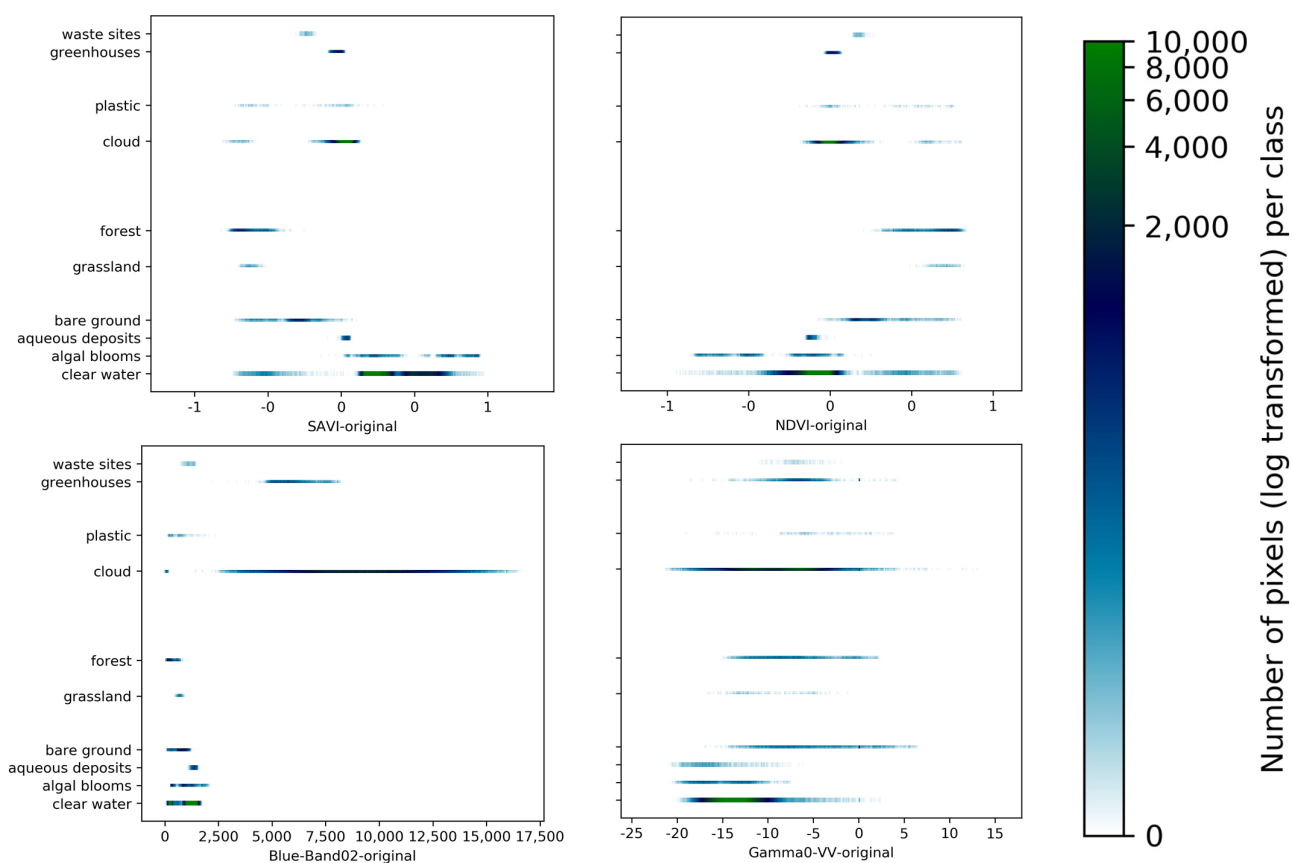 waste sites
greenhouses
plastic
cloud
forest
grassland
bare ground
aqueous deposits
algal blooms
clear water
-1 -0 0 0 1
SAVI-original
-1 -0 0 0 1
NDVI-original
waste sites
greenhouses
plastic
cloud
forest
grassland
bare ground
aqueous deposits
algal blooms
clear water
0 2,500 5,000 7,500 10,000 12,500 15,000 17,500
Blue-Band02-original
-25 -20 -15 -10 -5 0 5 10 15
Gamma0-VV-original
10,000
8,000
6,000
4,000
2,000
0
Number of pixels (log transformed) per class